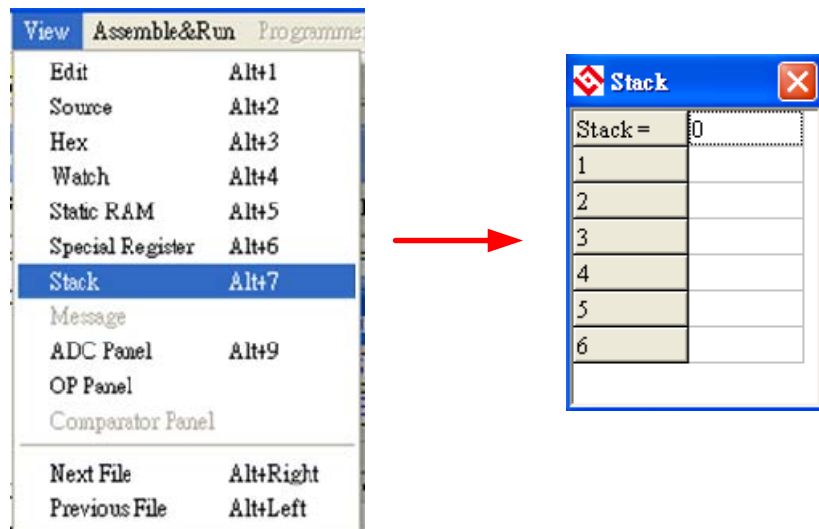 View Assemble&Run Programme
Edit Alt+1
Source Alt+2
Hex Alt+3
Watch Alt+4
Static RAM Alt+5
Special Register Alt+6
Stack Alt+7
Message
ADC Panel Alt+9
OP Panel
Comparator Panel
Next File Alt+Right
Previous File Alt+Left
Stack
Stack = 0
1
2
3
4
5
6